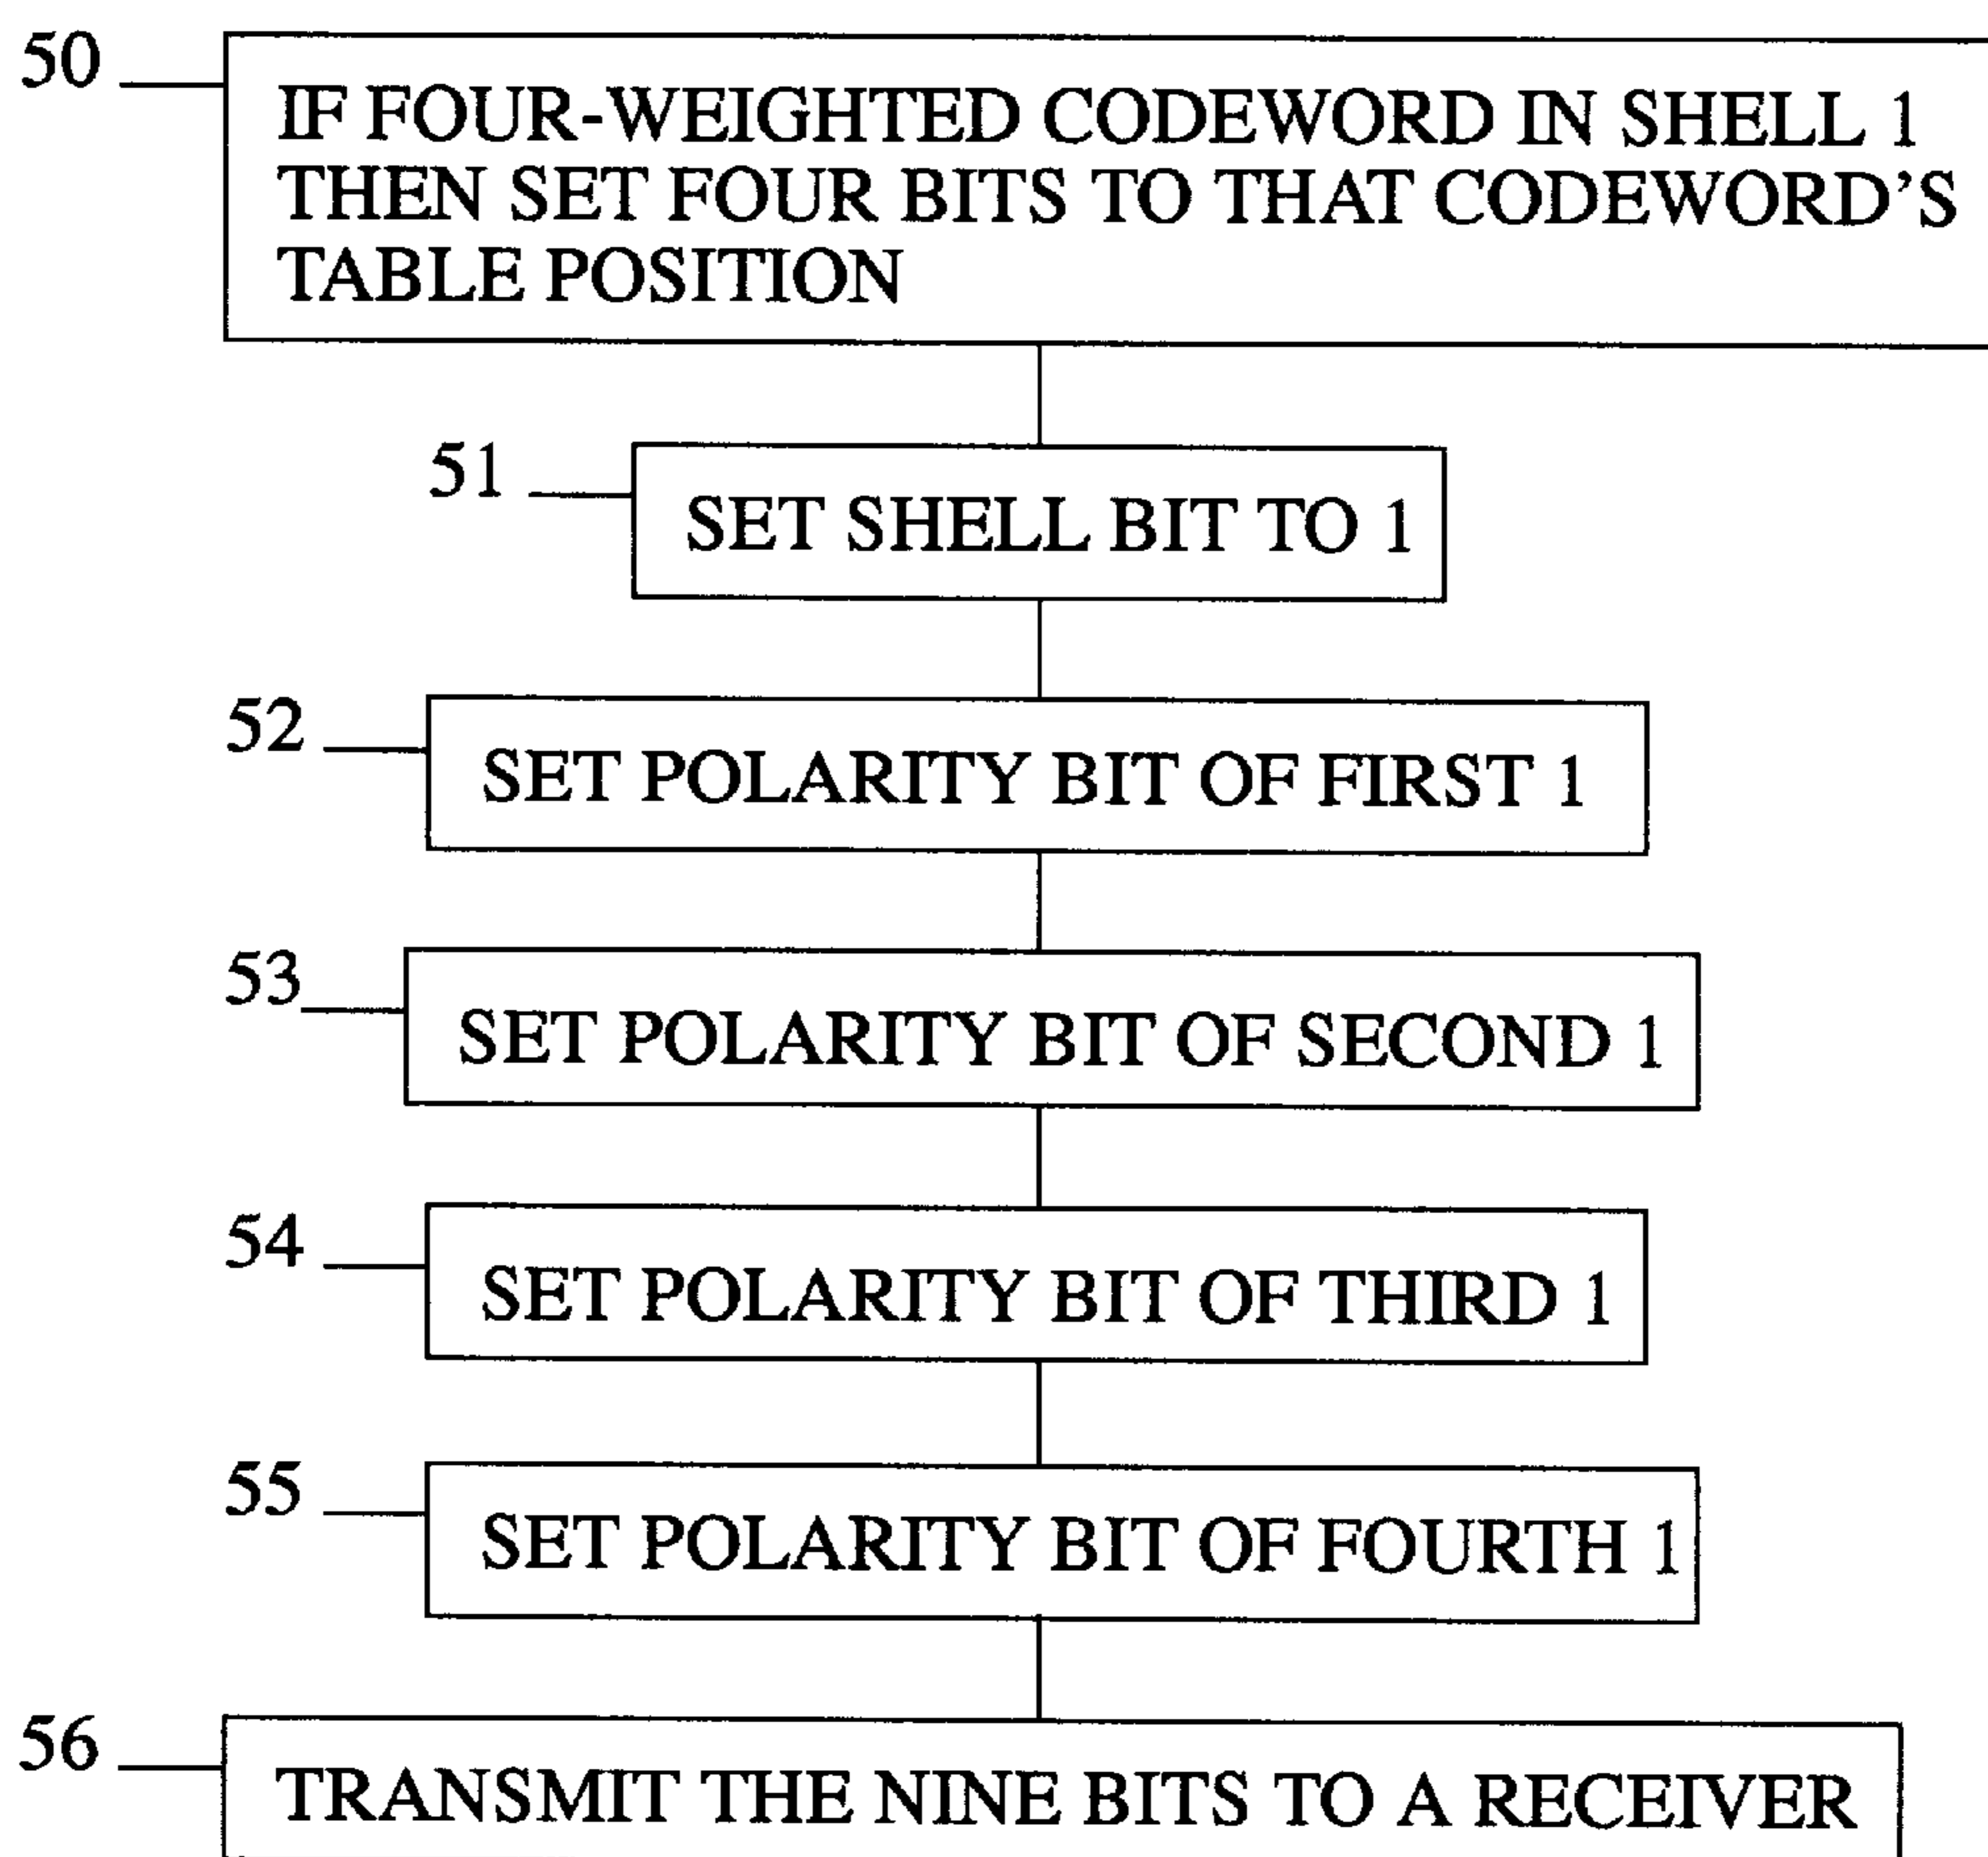 50
IF FOUR-WEIGHTED CODEWORD IN SHELL 1
THEN SET FOUR BITS TO THAT CODEWORD'S
TABLE POSITION
51
SET SHELL BIT TO 1
52
SET POLARITY BIT OF FIRST 1
53
SET POLARITY BIT OF SECOND 1
54
SET POLARITY BIT OF THIRD 1
55
SET POLARITY BIT OF FOURTH 1
56
TRANSMIT THE NINE BITS TO A RECEIVER